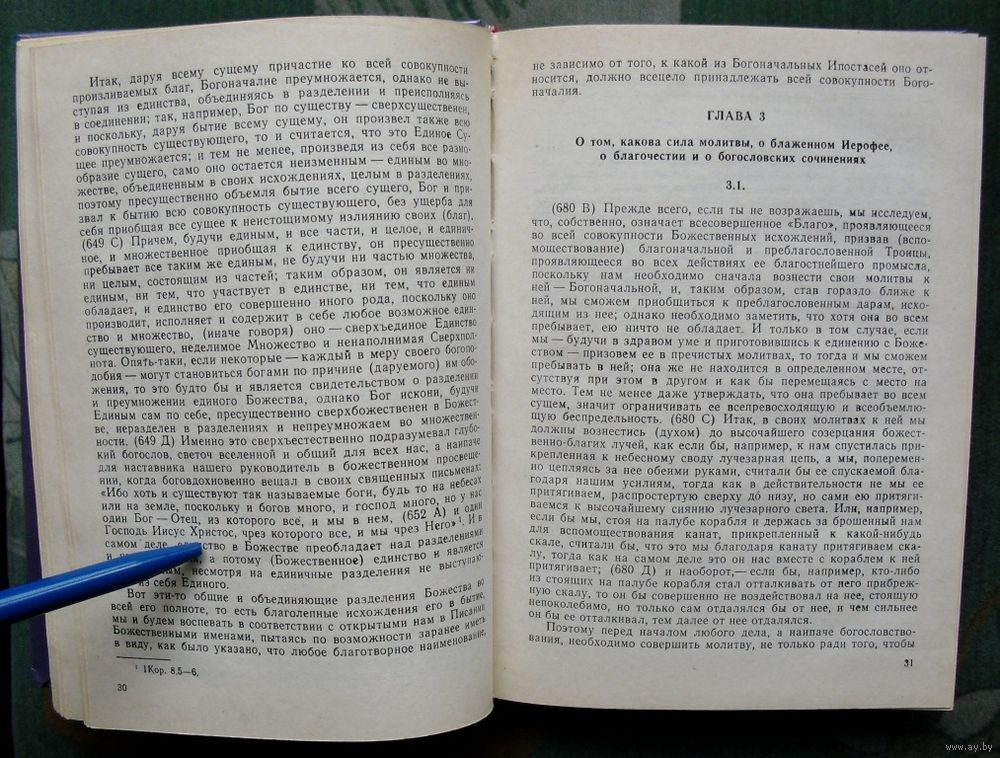 Итак, даруя всему сущему причастие ко всей совокупности
произливаемых благ, Богоначалие преумножается, однако не вы-
ступая из единства, объединяясь в разделении и преисполняясь
в соединении; так, например, Бог по существу — сверхсущенен,
и поскольку, даруя бытие всему сущему, он произвел также всю
совокупность существующего, то и считается, что это Единое Су-
щее преумножается; и тем не менее, произведя из себя все разно-
образие сущего, само оно остается неизменным — единым во мно-
жестве, объединенным в своих исхождениях, целым в разделениях,
поэтому пресущественно объемля бытие всего сущего, Бог и при-
звал к бытию всю совокупность существующего, без ущерба для
себя приобщая все сущее к неистощимому излиянию своих (благ),
(649 С) Причем, будучи единым, и все части, и целое, и единич-
ное, и множественное приобщая к единству, он пресущественно
пребывает все таким же единым, не будучи ни частью множества,
ни целым, состоящим из частей; таким образом, он является ни
единым, ни тем, что участвует в единстве, ни тем, что единым
обладает, и единство его совершенно иного рода, поскольку оно
производит, исполняет и содержит в себе любое возможное един-
ство и множество, (иначе говоря) оно — сверхъединое Единство
существующего, неделимое Множество и ненаполнимая Сверхпол-
нота. Опять-таки, если некоторые — каждый в меру своего богопо-
добия — могут становиться богами по причине (даруемого) им обо-
жения, то это будто бы и является свидетельством о разделении
и преумножении единого Божества, однако Бог искони, будучи
Единым сам по себе, пресущественно сверхбожественен в Божест-
ве, неразделен в разделениях и непреумножаем во множествен-
ности. (649 Д) Именно это сверхъестественно подразумевал глубо-
кий богослов, светоч вселенной и общий для всех нас, а наипаче
для наставника нашего руководитель в божественном просвеще-
нии, когда боговдохновенно вещал в своих священных письменах:
«Ибо хоть и существуют так называемые боги, будь то на небесах
или на земле, поскольку и богов много, и господ много, но у нас
один Бог — Отец, из которого всё, и мы в нем, (652 А) и один
Господь Иисус Христос, чрез которого все, и мы чрез Него»¹. И в
самом деле, в Божестве преобладает над разделениями
и а потому (Божественное) единство и является
несмотря на единичные разделения не выступаю-
из себя Единого.
Вот эти-то общие и объединяющие разделения Божества во
всей его полноте, то есть благолепные исхождения его в бытие,
мы и будем воспевать в соответствии с открытыми нам в Писании
Божественными именами, пытаясь по возможности заранее иметь
в виду, как было указано, что любое благотворное наименование,
¹ 1Кор. 8.5—6,
30
не зависимо от того, к какой из Богоначальных Ипостасей оно от-
носится, должно всецело принадлежать всей совокупности Бого-
началия.
ГЛАВА 3
О том, какова сила молитвы, о блаженном Иерофее,
о благочестии и о богословских сочинениях
3.1.
(680 В) Прежде всего, если ты не возражаешь, мы исследуем,
что, собственно, означает всесовершенное «Благо», проявляющееся
во всей совокупности Божественных исхождений, призвав (вспо-
моществование) благоначальной и преблагословенной Троицы,
проявляющееся во всех действиях ее благостнейшего промысла,
поскольку нам необходимо сначала вознести свои молитвы к
ней — Богоначальной, и, таким образом, став гораздо ближе к
ней, мы сможем приобщиться к преблагословенным дарам, исхо-
дящим из нее; однако необходимо заметить, что хотя она во всем
пребывает, ею ничто не обладает. И только в том случае, если
мы — будучи в здравом уме и приготовившись к единению с Боже-
ством — призовем ее в пречистых молитвах, то тогда и мы сможем
пребывать в ней; она же не находится в определенном месте, от-
сутствуя при этом в другом и как бы перемещаясь с место на
место. Тем не менее даже утверждать, что она пребывает во всем
сущем, значит ограничивать ее всепревосходящую и всеобъемлю-
щую беспредельность. (680 С) Итак, в своих молитвах к ней мы
должны вознестись (духом) до высочайшего созерцания божест-
венно-благих лучей, как если бы, например, к нам спустилась при-
крепленная к небесному своду лучезарная цепь, а мы, поперемен-
но цепляясь за нее обеими руками, считали бы ее спускаемой бла-
годаря нашим усилиям, тогда как в действительности не мы ее
притягиваем, распростертую сверху до́ низу, но сами ею притяги-
ваемся к высочайшему сиянию лучезарного света. Или, например,
если бы мы, стоя на палубе корабля и держась за брошенный нам
для вспоможествования канат, прикрепленный к какой-нибудь
скале, считали бы, что это мы благодаря канату притягиваем ска-
лу, тогда как на самом деле это он нас вместе с кораблем к ней
притягивает; (680 Д) и наоборот,— если бы, например, кто-либо
из стоящих на палубе корабля стал отталкивать от него прибреж-
ную скалу, то он бы совершенно не воздействовал на нее, стоящую
непоколебимо, но только сам отдалялся бы от нее, и чем сильнее
он бы ее отталкивал, тем далее от нее отдалялся.
Поэтому перед началом любого дела, а наипаче богословство-
вания, необходимо совершить молитву, не только ради того, чтобы
31
www.ay.by